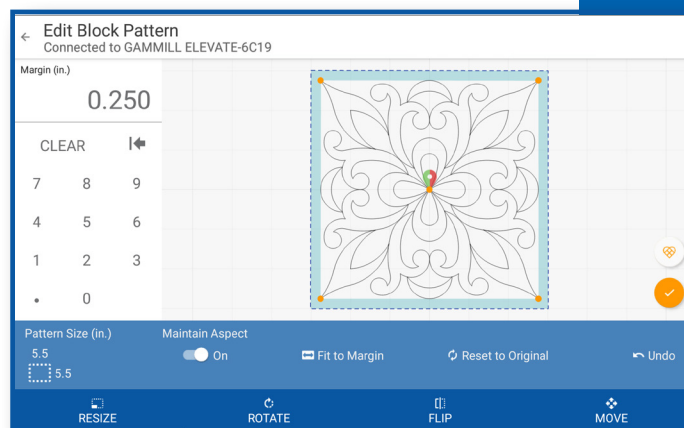 Edit Block Pattern
Connected to GAMMILL ELEVATE-6C19
Margin (in.)
0.250
CLEAR
7 8 9
4 5 6
1 2 3
. 0
Pattern Size (in.) Maintain Aspect
5.5
On Fit to Margin Reset to Original Undo
5.5
RESIZE ROTATE FLIP MOVE